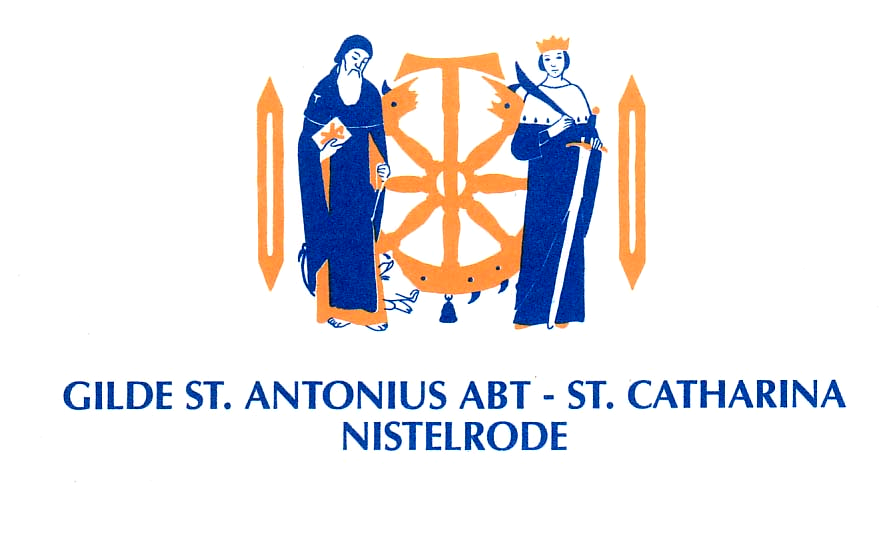 GILDE ST. ANTONIUS ABT - ST. CATHARINA
NISTELRODE